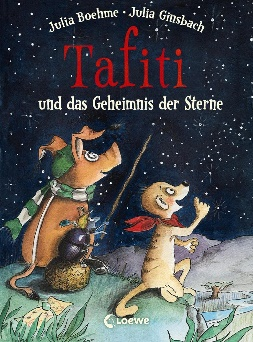 Julia Boehme · Julia Ginsbach
Tafiti
und das Geheimnis der Sterne
Loewe